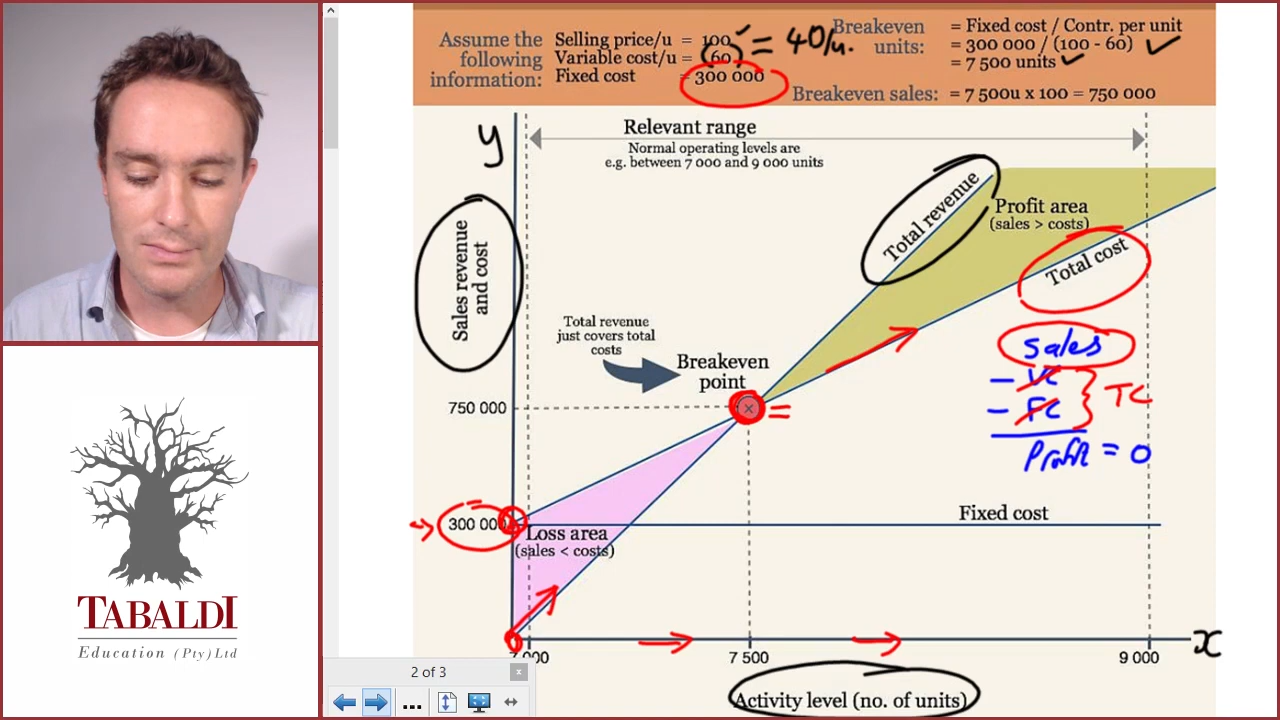 Assume the
following
information:
Selling price/u = 100
Variable cost/u = (60)
Fixed cost = 300 000
= 40/u.
Breakeven
units:
= Fixed cost / Contr. per unit
= 300 000 / (100 - 60)
= 7 500 units
Breakeven sales: = 7 500u x 100 = 750 000
y
Relevant range
Normal operating levels are
e.g. between 7 000 and 9 000 units
Sales revenue
and cost
Total revenue
Profit area
(sales > costs)
Total cost
Total revenue
just covers total
costs
Breakeven
point
=
Sales
- VC
- FC
TC
Profit = 0
750 000
300 000
Fixed cost
Loss area
(sales < costs)
x
7 000
7 500
9 000
Activity level (no. of units)
TABALDI
Education (Pty) Ltd
2 of 3
x
...